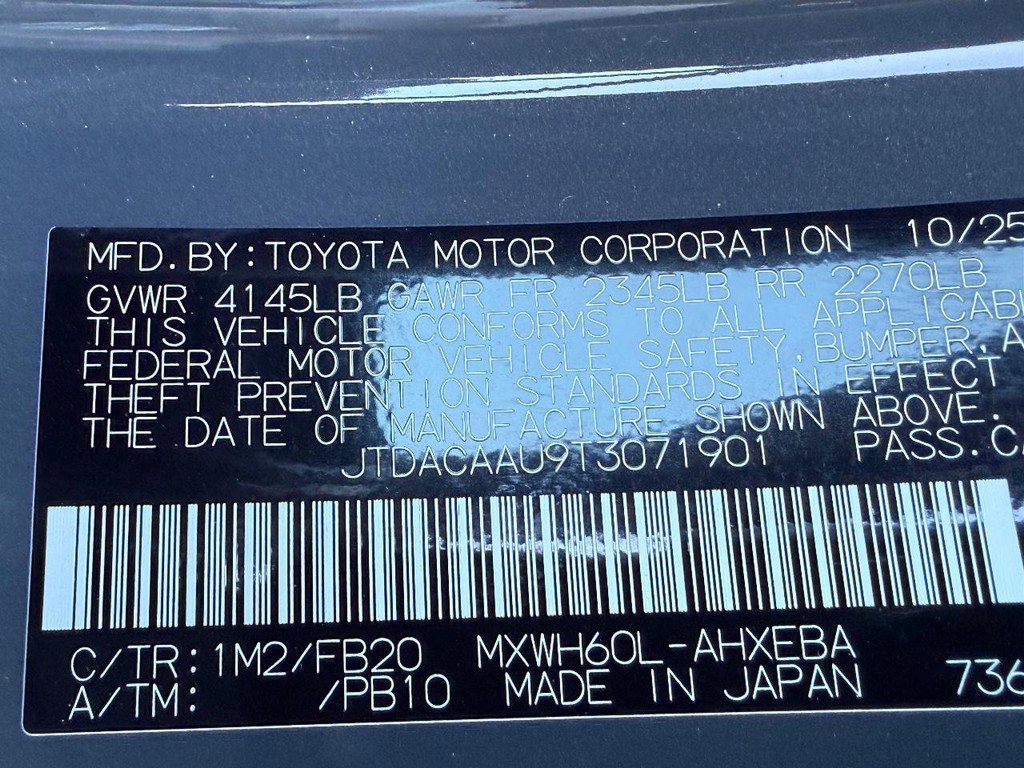 MFD.BY:TOYOTA MOTOR CORPORATION 10/25
GVWR 4145LB GAWR FR 2345LB RR 2270LB
THIS VEHICLE CONFORMS TO ALL APPLICABL
FEDERAL MOTOR VEHICLE SAFETY, BUMPER, A
THEFT PREVENTION STANDARDS IN EFFECT
THE DATE OF MANUFACTURE SHOWN ABOVE.
JTDACAAU9T3071901 PASS.CA
C/TR:1M2/FB20 MXWH60L-AHXEBA
A/TM: /PB10 MADE IN JAPAN 736